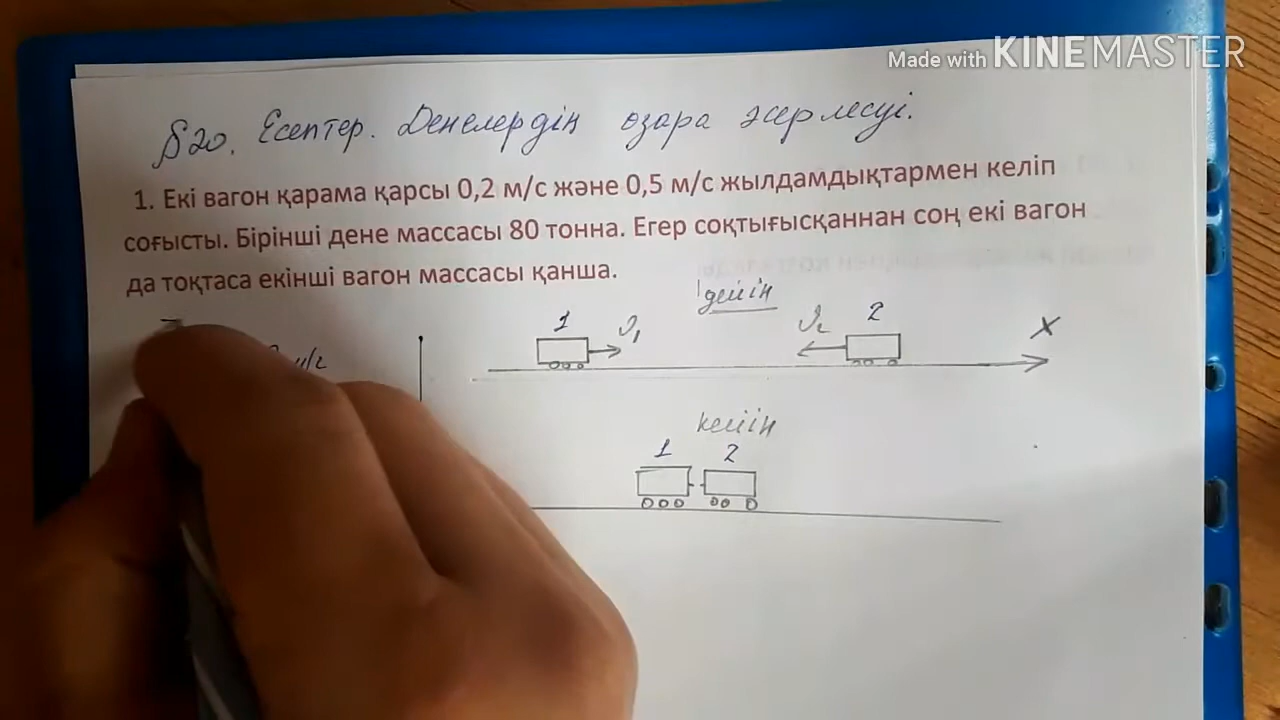 Made with KINEMASTER
§20. Есептер. Денелердің өзара әсерлесуі.
1. Екі вагон қарама қарсы 0,2 м/с және 0,5 м/с жылдамдықтармен келіп
соғысты. Бірінші дене массасы 80 тонна. Егер соқтығысқаннан соң екі вагон
да тоқтаса екінші вагон массасы қанша.
дейін
1 υ₁ υ₂ 2 X
м/с
кейін
1 2